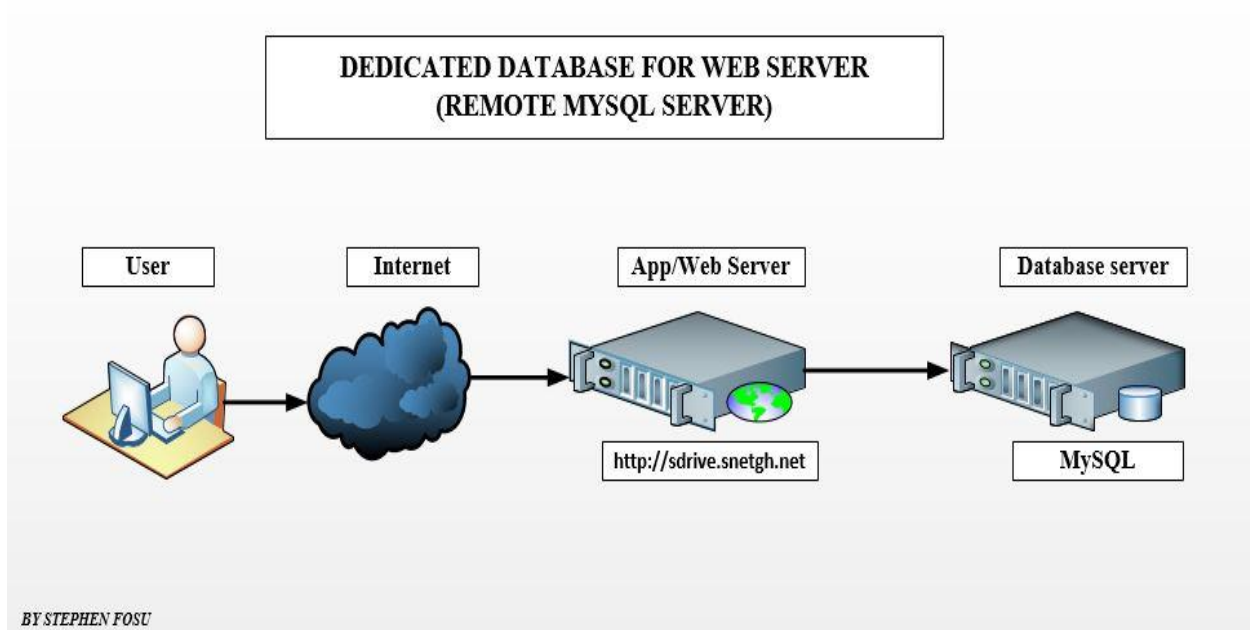 DEDICATED DATABASE FOR WEB SERVER
(REMOTE MYSQL SERVER)
User
Internet
App/Web Server
Database server
http://sdrive.snetgh.net
MySQL
BY STEPHEN FOSU